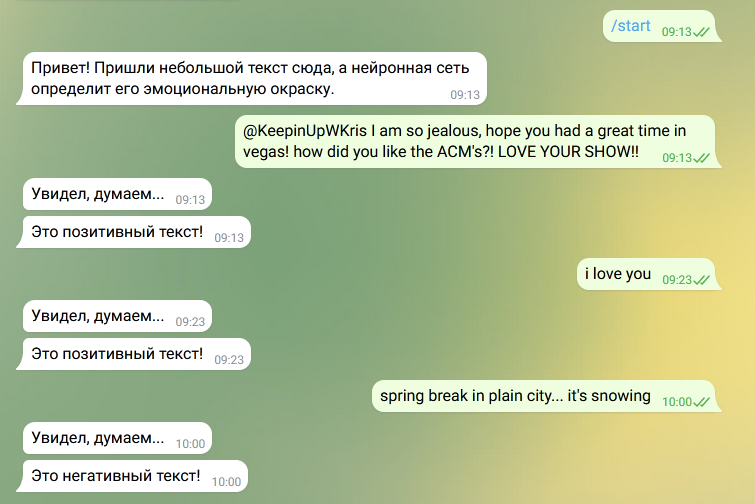 /start 09:13
Привет! Пришли небольшой текст сюда, а нейронная сеть
определит его эмоциональную окраску. 09:13
@KeepinUpWKris I am so jealous, hope you had a great time in
vegas! how did you like the ACM's?! LOVE YOUR SHOW!! 09:13
Увидел, думаем... 09:13
Это позитивный текст! 09:13
i love you 09:23
Увидел, думаем... 09:23
Это позитивный текст! 09:23
spring break in plain city... it's snowing 10:00
Увидел, думаем... 10:00
Это негативный текст! 10:00